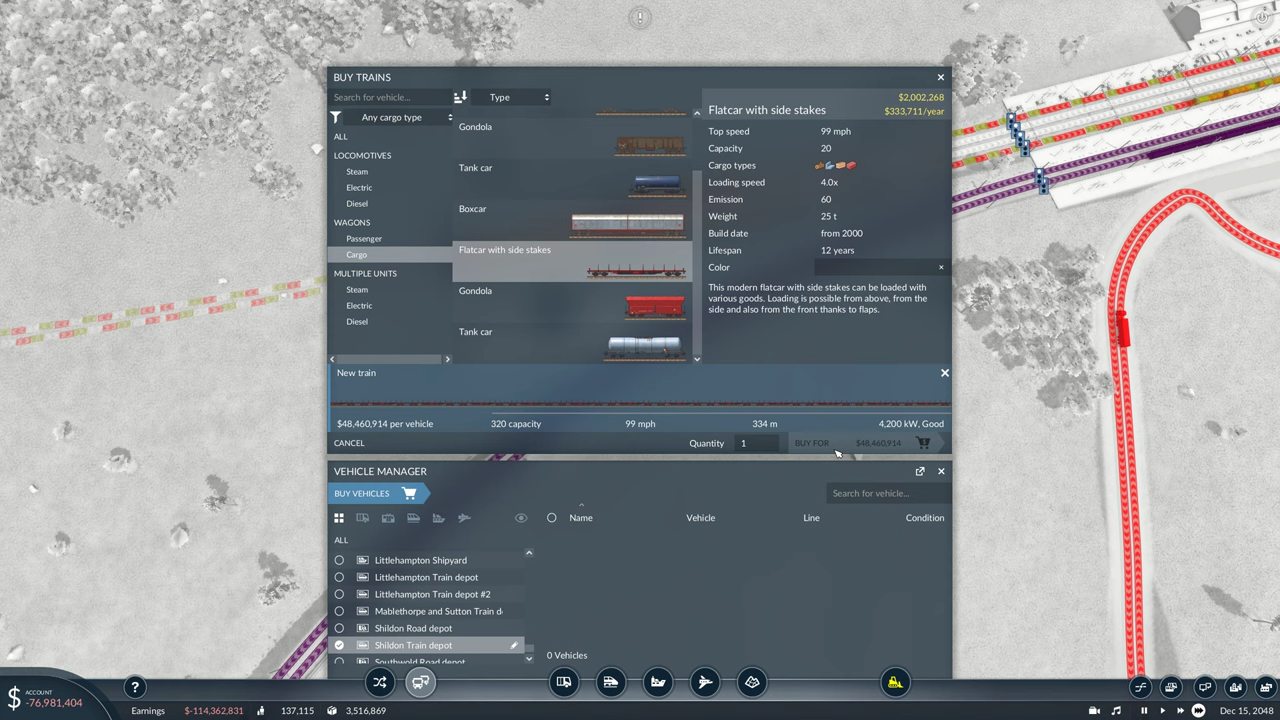 BUY TRAINS
Search for vehicle...
Type
Any cargo type
ALL
LOCOMOTIVES
Steam
Electric
Diesel
WAGONS
Passenger
Cargo
MULTIPLE UNITS
Steam
Electric
Diesel
Gondola
Tank car
Boxcar
Flatcar with side stakes
Gondola
Tank car
$2,002,268
Flatcar with side stakes $333,711/year
Top speed 99 mph
Capacity 20
Cargo types
Loading speed 4.0x
Emission 60
Weight 25 t
Build date from 2000
Lifespan 12 years
Color
This modern flatcar with side stakes can be loaded with
various goods. Loading is possible from above, from the
side and also from the front thanks to flaps.
New train
$48,460,914 per vehicle 320 capacity 99 mph 334 m 4,200 kW, Good
CANCEL Quantity 1 BUY FOR $48,460,914
VEHICLE MANAGER
BUY VEHICLES
Search for vehicle...
Name Vehicle Line Condition
ALL
Littlehampton Shipyard
Littlehampton Train depot
Littlehampton Train depot #2
Mablethorpe and Sutton Train d
Shildon Road depot
Shildon Train depot
Southwold Road depot
0 Vehicles
$ ACCOUNT
-76,981,404
?
Earnings $-114,362,831 137,115 3,516,869
Dec 15, 2048